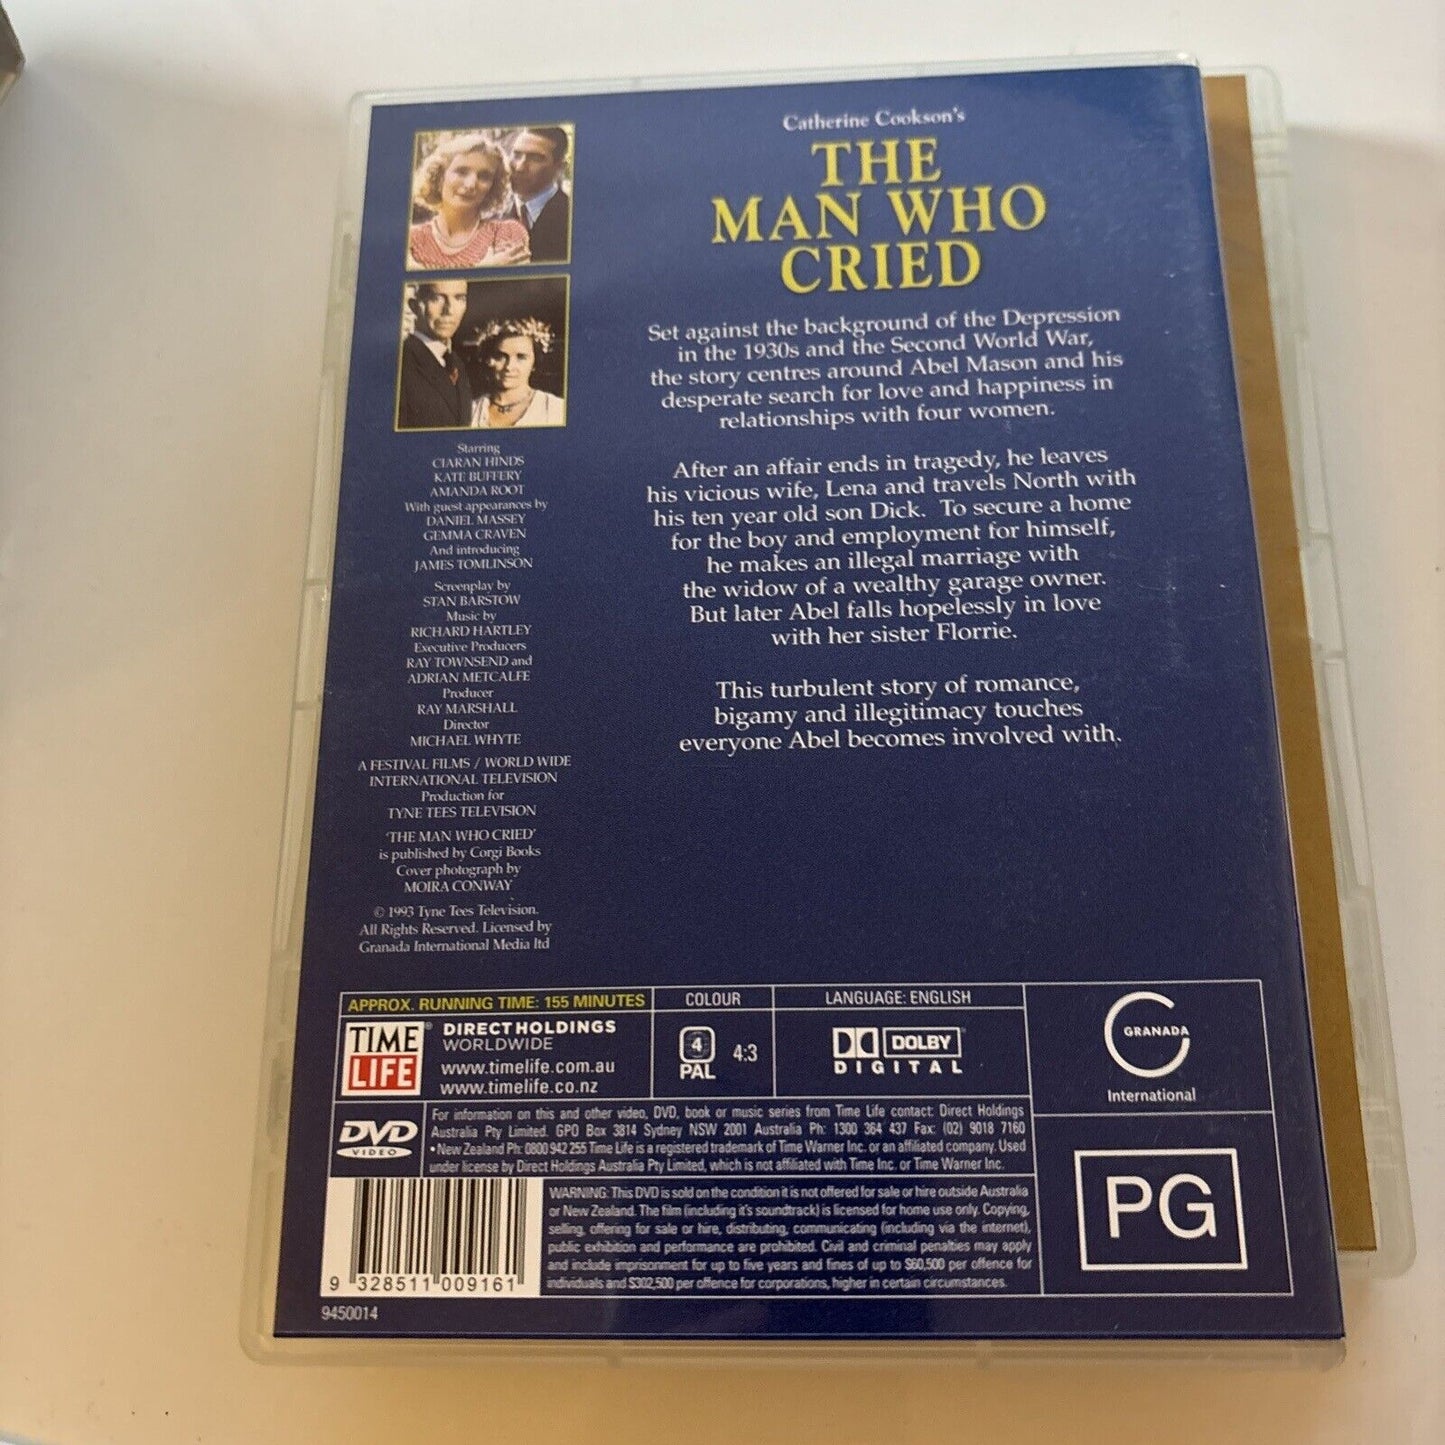 Catherine Cookson's
THE
MAN WHO
CRIED
Set against the background of the Depression
in the 1930s and the Second World War,
the story centres around Abel Mason and his
desperate search for love and happiness in
relationships with four women.
After an affair ends in tragedy, he leaves
his vicious wife, Lena and travels North with
his ten year old son Dick. To secure a home
for the boy and employment for himself,
he makes an illegal marriage with
the widow of a wealthy garage owner.
But later Abel falls hopelessly in love
with her sister Florrie.
This turbulent story of romance,
bigamy and illegitimacy touches
everyone Abel becomes involved with.
Starring
CIARAN HINDS
KATE BUFFERY
AMANDA ROOT
With guest appearances by
DANIEL MASSEY
GEMMA CRAVEN
And introducing
JAMES TOMLINSON
Screenplay by
STAN BARSTOW
Music by
RICHARD HARTLEY
Executive Producers
RAY TOWNSEND and
ADRIAN METCALFE
Producer
RAY MARSHALL
Director
MICHAEL WHYTE
A FESTIVAL FILMS / WORLD WIDE
INTERNATIONAL TELEVISION
Production for
TYNE TEES TELEVISION
'THE MAN WHO CRIED'
is published by Corgi Books
Cover photograph by
MOIRA CONWAY
© 1993 Tyne Tees Television.
All Rights Reserved. Licensed by
Granada International Media ltd
APPROX. RUNNING TIME: 155 MINUTES
COLOUR
LANGUAGE: ENGLISH
TIME
LIFE
®
DIRECT HOLDINGS
WORLDWIDE
www.timelife.com.au
www.timelife.co.nz
4
PAL
4:3
DOLBY
DIGITAL
GRANADA
International
DVD
VIDEO
For information on this and other video, DVD, book or music series from Time Life contact: Direct Holdings
Australia Pty Limited. GPO Box 3814 Sydney NSW 2001 Australia Ph: 1300 364 437 Fax: (02) 9018 7160
• New Zealand Ph: 0800 942 255 Time Life is a registered trademark of Time Warner Inc. or an affiliated company. Used
under license by Direct Holdings Australia Pty Limited, which is not affiliated with Time Inc. or Time Warner Inc.
WARNING: This DVD is sold on the condition it is not offered for sale or hire outside Australia
or New Zealand. The film (including it's soundtrack) is licensed for home use only. Copying,
selling, offering for sale or hire, distributing, communicating (including via the internet),
public exhibition and performance are prohibited. Civil and criminal penalties may apply
and include imprisonment for up to five years and fines of up to $60,500 per offence for
individuals and $302,500 per offence for corporations, higher in certain circumstances.
PG
9 328511 009161
9450014